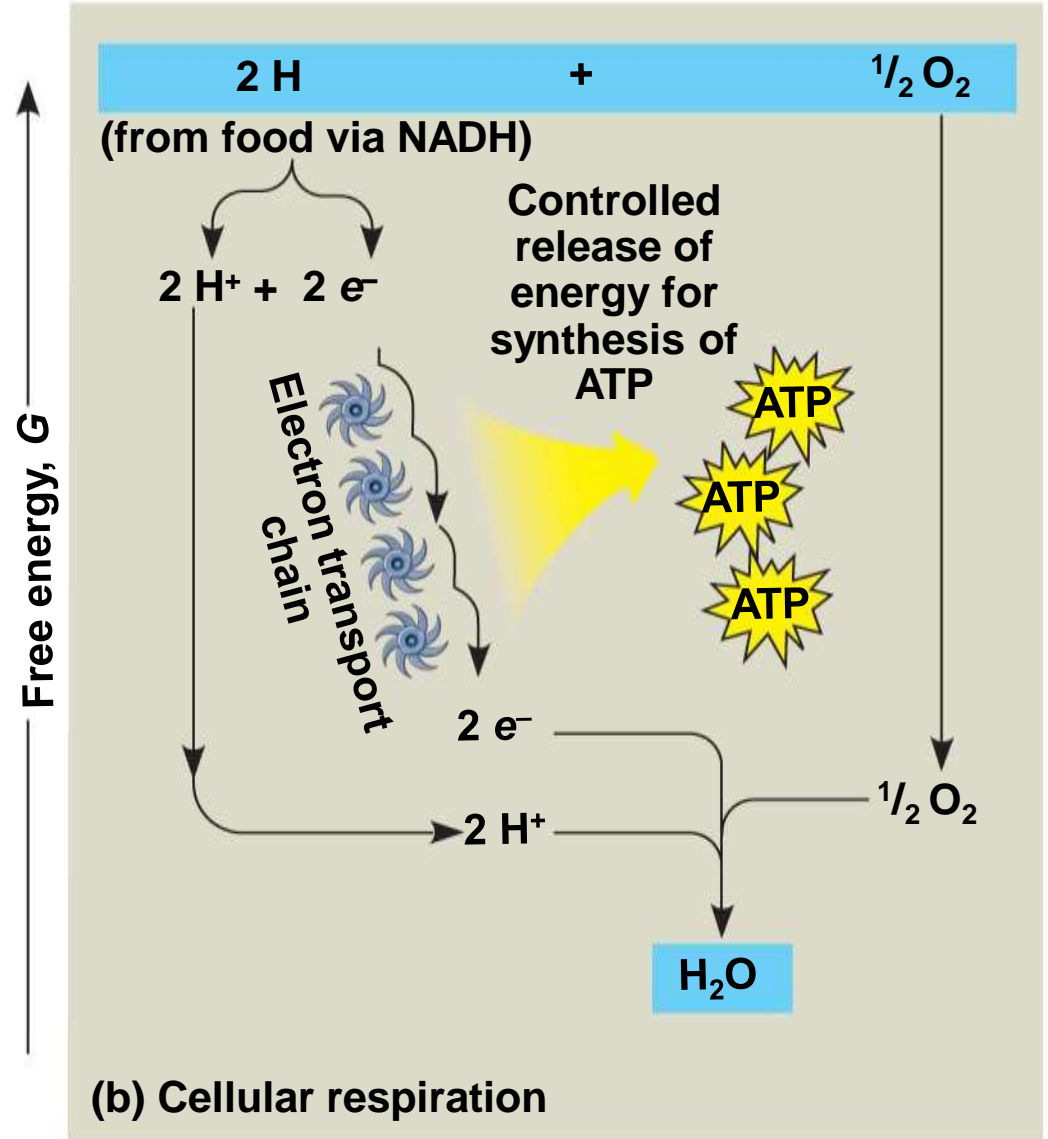 2 H + ¹/₂ O₂
(from food via NADH)
Controlled
release of
energy for
synthesis of
ATP
2 H⁺ + 2 e⁻
Electron transport
chain
ATP
ATP
ATP
Free energy, G
2 e⁻
¹/₂ O₂
2 H⁺
H₂O
(b) Cellular respiration